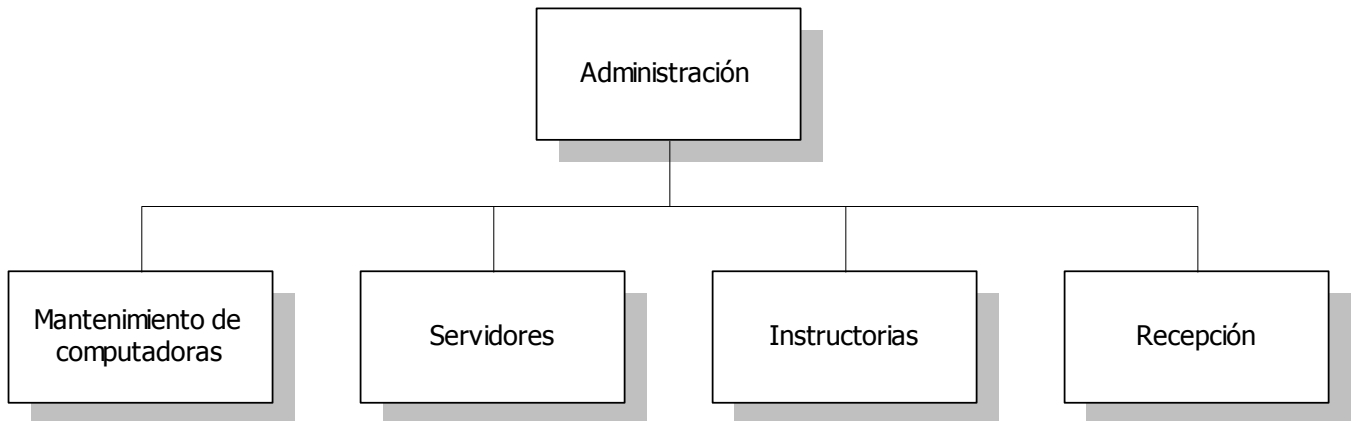 Administración
Mantenimiento de
computadoras
Servidores
Instructorias
Recepción